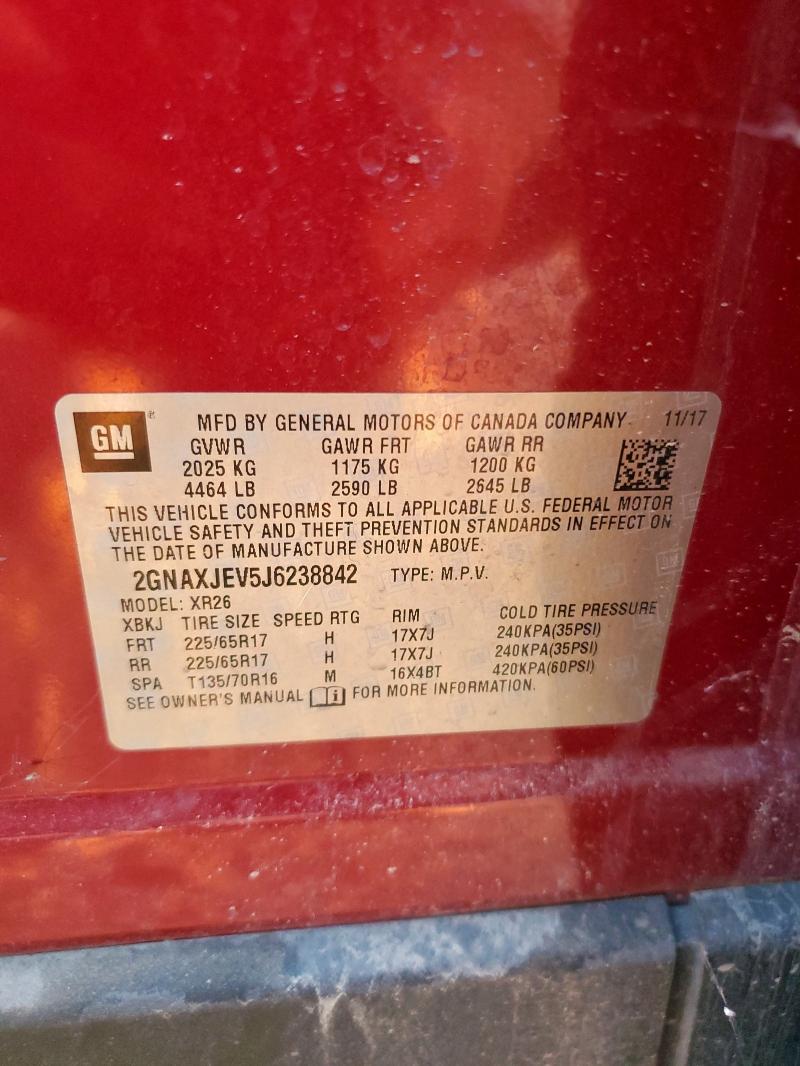 GM ® MFD BY GENERAL MOTORS OF CANADA COMPANY 11/17
GVWR GAWR FRT GAWR RR
2025 KG 1175 KG 1200 KG
4464 LB 2590 LB 2645 LB
THIS VEHICLE CONFORMS TO ALL APPLICABLE U.S. FEDERAL MOTOR
VEHICLE SAFETY AND THEFT PREVENTION STANDARDS IN EFFECT ON
THE DATE OF MANUFACTURE SHOWN ABOVE.
2GNAXJEV5J6238842 TYPE: M.P.V.
MODEL: XR26
XBKJ TIRE SIZE SPEED RTG RIM COLD TIRE PRESSURE
FRT 225/65R17 H 17X7J 240KPA(35PSI)
RR 225/65R17 H 17X7J 240KPA(35PSI)
SPA T135/70R16 M 16X4BT 420KPA(60PSI)
SEE OWNER'S MANUAL FOR MORE INFORMATION.